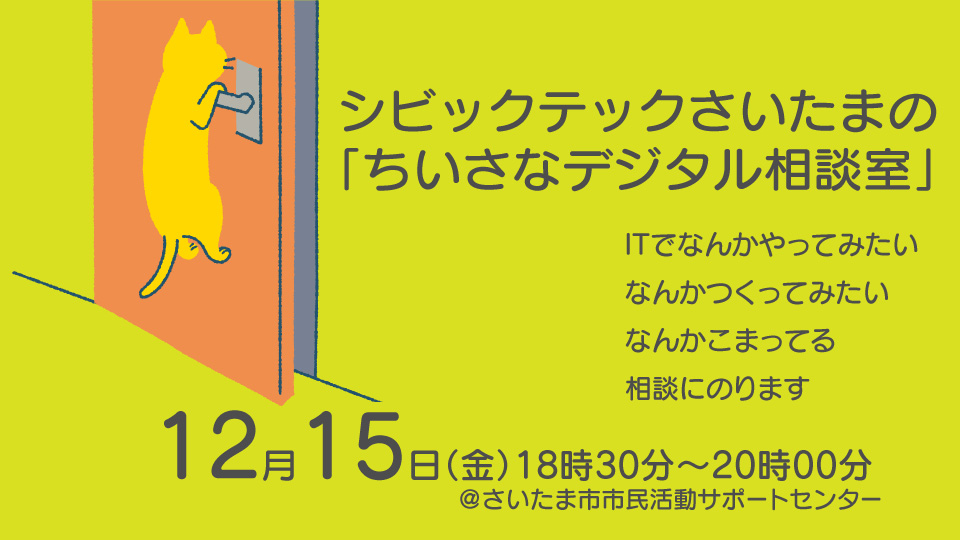 シビックテックさいたまの
「ちいさなデジタル相談室」
ITでなんかやってみたい
なんかつくってみたい
なんかこまってる
相談にのります
12月15日(金)18時30分～20時00分
@さいたま市市民活動サポートセンター